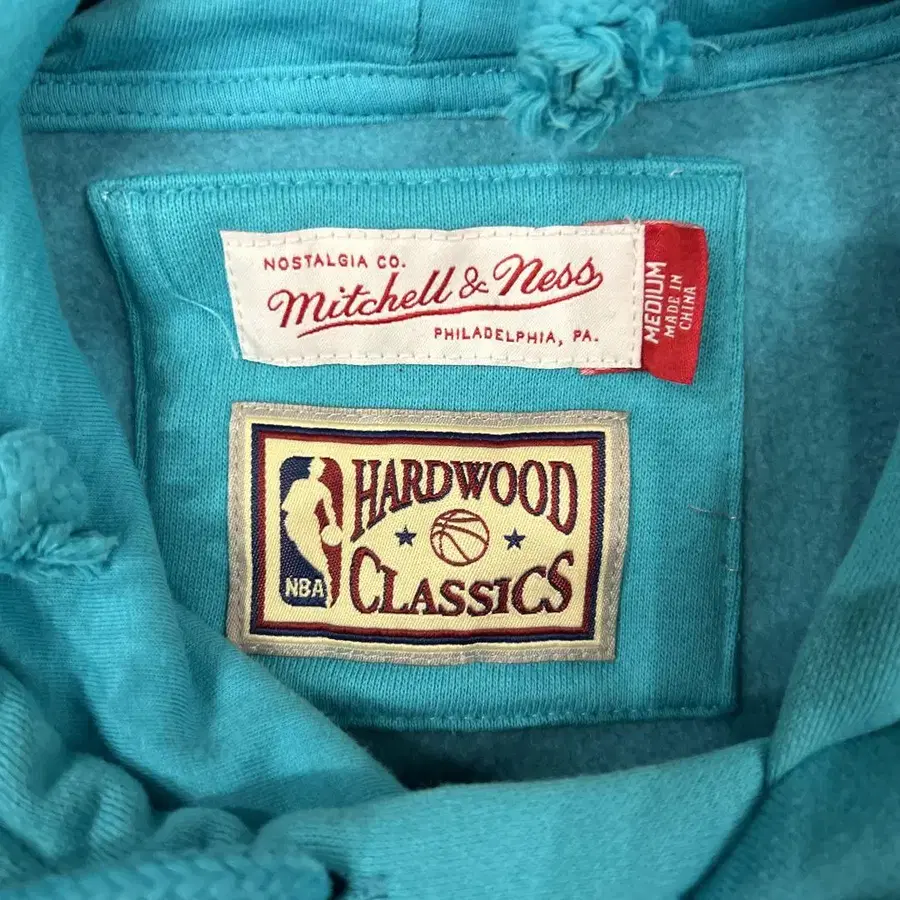 NOSTALGIA CO.
Mitchell & Ness
PHILADELPHIA, PA.
MEDIUM
MADE IN
CHINA
HARDWOOD
CLASSICS
NBA